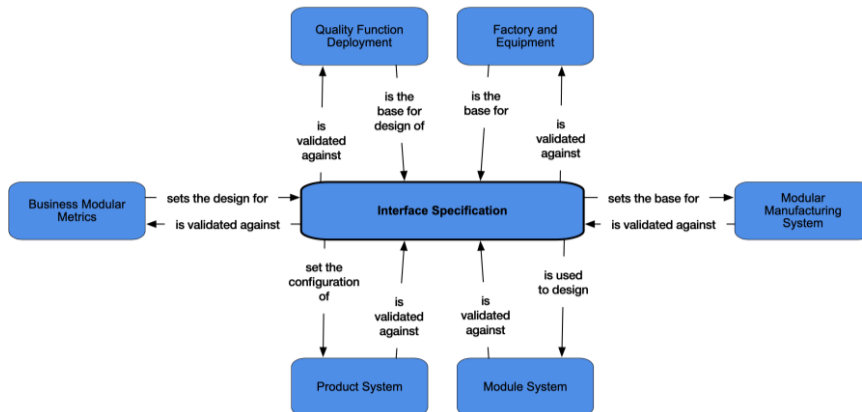 Quality Function
Deployment
Factory and
Equipment
is the
base for
design of
is the
base for
is
validated
against
is
validated
against
Business Modular
Metrics
sets the design for
is validated against
Interface Specification
sets the base for
is validated against
Modular
Manufacturing
System
set the
configuration
of
is
validated
against
is
validated
against
is used
to design
Product System
Module System